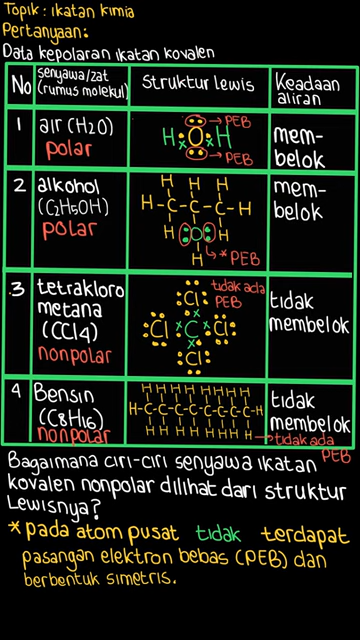 Topik : ikatan kimia
Pertanyaan:
Data kepolaran ikatan kovalen
No
senyawa/zat
(rumus molekul)
Struktur lewis
Keadaan
aliran
1
air (H2O)
polar
H O H
PEB
PEB
mem-
belok
2
alkohol
(C2H5OH)
polar
H H H
H-C-C-C-H
H O H
H
* PEB
mem-
belok
3
tetrakloro
metana
(CCl4)
nonpolar
Cl
Cl C Cl
Cl
tidak ada
PEB
tidak
membelok
4
Bensin
(C8H16)
nonpolar
H H H H H H H H
H-C-C-C-C-C-C-C-C-H
H H H H H H H H
tidak ada
PEB
tidak
membelok
Bagaimana ciri-ciri senyawa ikatan
kovalen nonpolar dilihat dari struktur
Lewisnya?
* pada atom pusat tidak terdapat
pasangan elektron bebas (PEB) dan
berbentuk simetris.